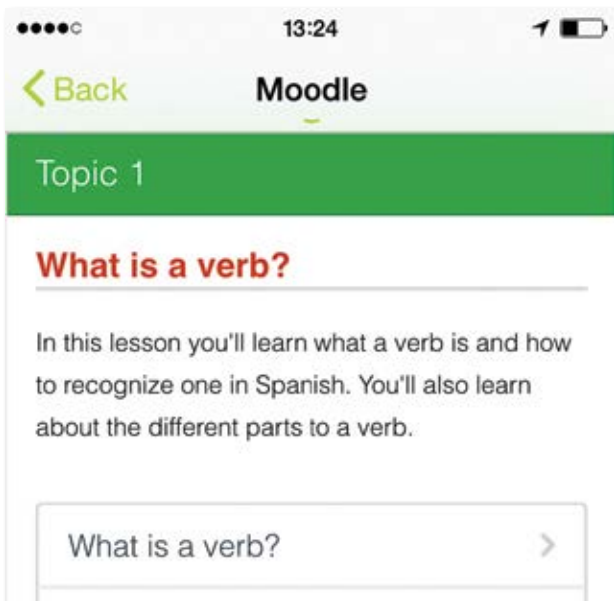 13:24
Back
Moodle
Topic 1
What is a verb?
In this lesson you'll learn what a verb is and how
to recognize one in Spanish. You'll also learn
about the different parts to a verb.
What is a verb?